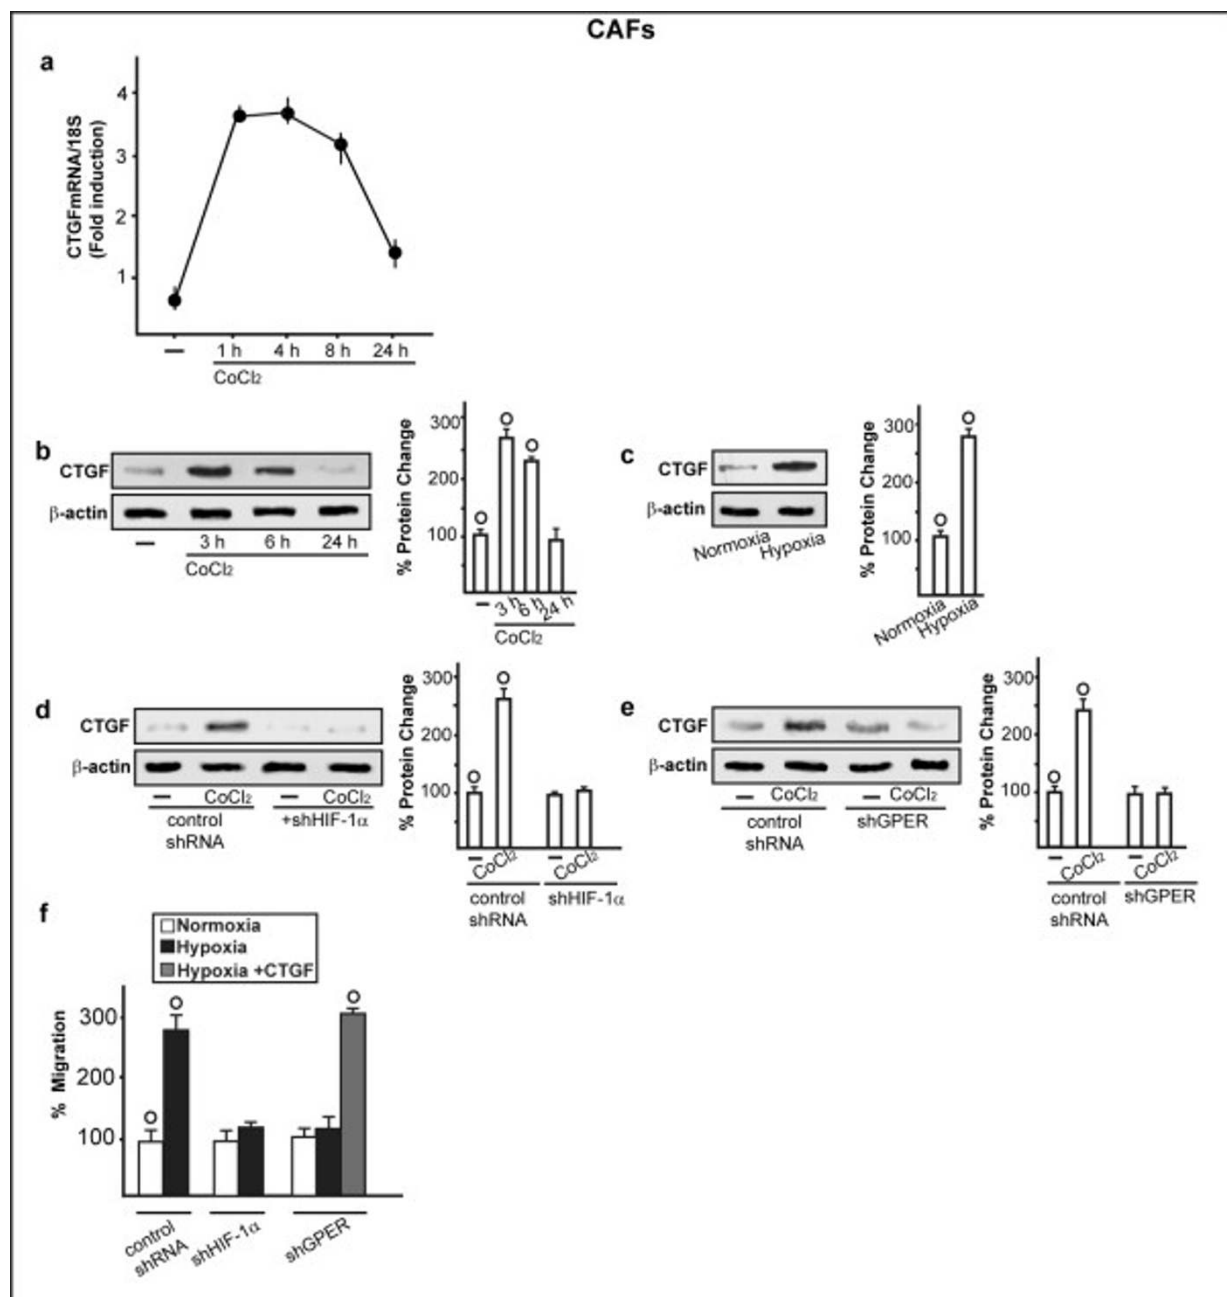 CAFs
a
CTGFmRNA/18S
(Fold induction)
4
3
2
1
–
1 h 4 h 8 h 24 h
CoCl₂
b
CTGF
β-actin
– 3 h 6 h 24 h
CoCl₂
% Protein Change
300
200
100
– 3 h 6 h 24 h
CoCl₂
c
CTGF
β-actin
Normoxia Hypoxia
% Protein Change
300
200
100
Normoxia
Hypoxia
d
CTGF
β-actin
– CoCl₂ – CoCl₂
control +shHIF-1α
shRNA
% Protein Change
300
200
100
– CoCl₂ – CoCl₂
control shHIF-1α
shRNA
e
CTGF
β-actin
– CoCl₂ – CoCl₂
control shGPER
shRNA
% Protein Change
300
200
100
– CoCl₂ – CoCl₂
control shGPER
shRNA
f
Normoxia
Hypoxia
Hypoxia +CTGF
% Migration
300
200
100
control
shRNA
shHIF-1α
shGPER